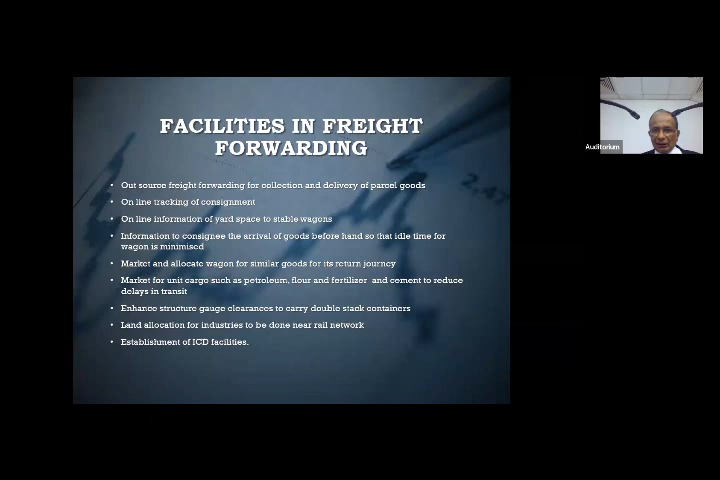 FACILITIES IN FREIGHT
FORWARDING
• Out source freight forwarding for collection and delivery of parcel goods
• On line tracking of consignment
• On line information of yard space to stable wagons
• Information to consignee the arrival of goods before hand so that idle time for
wagon is minimised
• Market and allocate wagon for similar goods for its return journey
• Market for unit cargo such as petroleum, flour and fertilizer and cement to reduce
delays in transit
• Enhance structure gauge clearances to carry double stack containers
• Land allocation for industries to be done near rail network
• Establishment of ICD facilities.
2,47
Auditorium